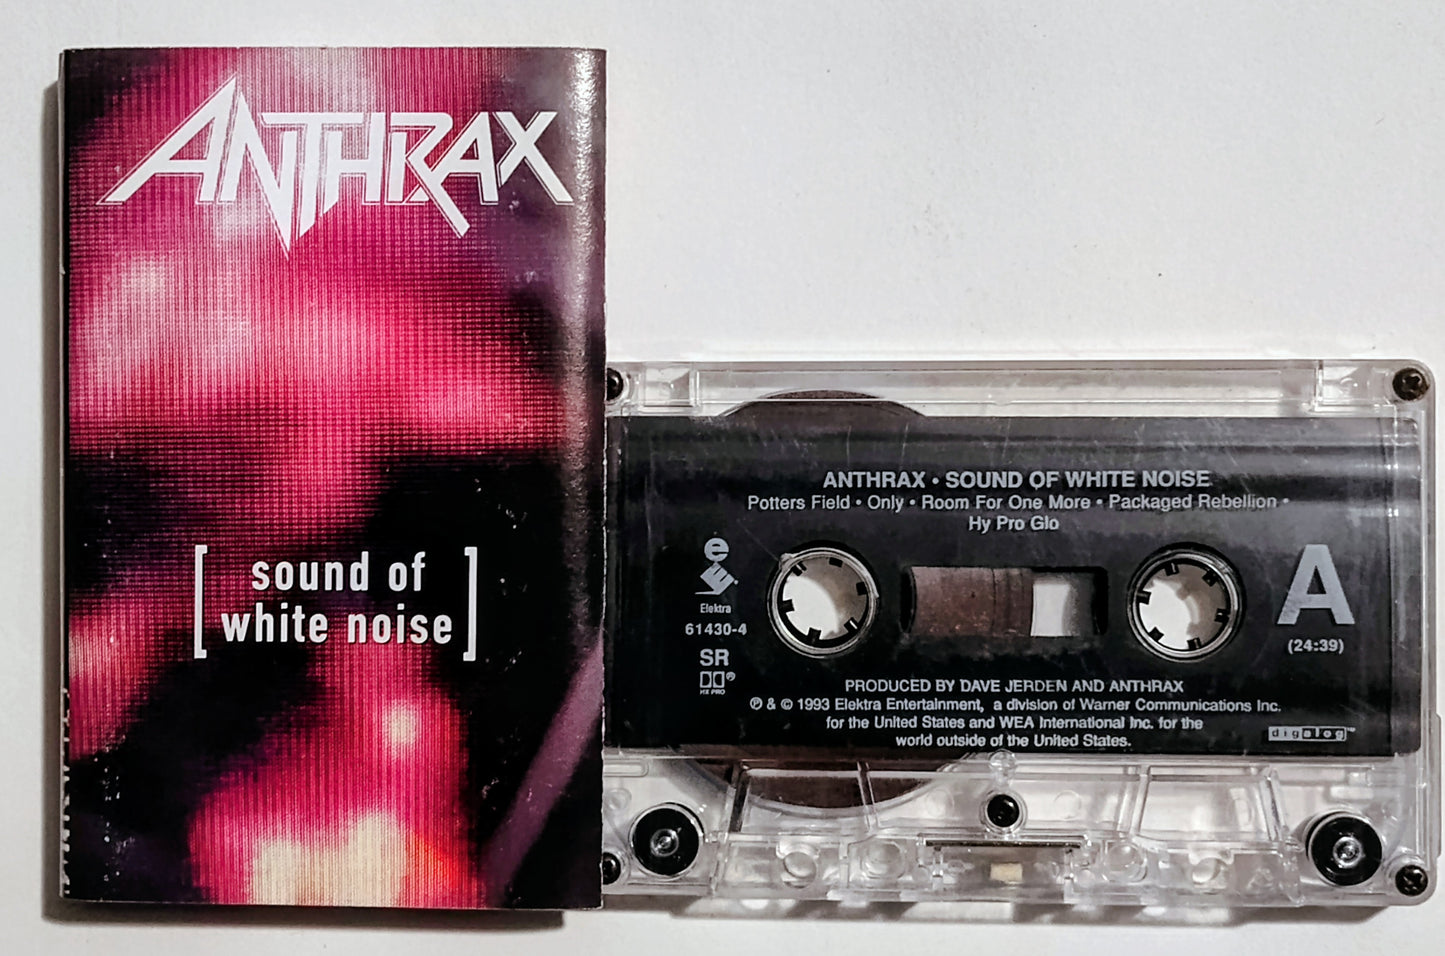 ANTHRAX
[sound of
white noise]
ANTHRAX • SOUND OF WHITE NOISE
Potters Field • Only • Room For One More • Packaged Rebellion •
Hy Pro Glo
e
Elektra
61430-4
SR
HX PRO
A
(24:39)
PRODUCED BY DAVE JERDEN AND ANTHRAX
℗ & © 1993 Elektra Entertainment, a division of Warner Communications Inc.
for the United States and WEA International Inc. for the
world outside of the United States.
digalog™